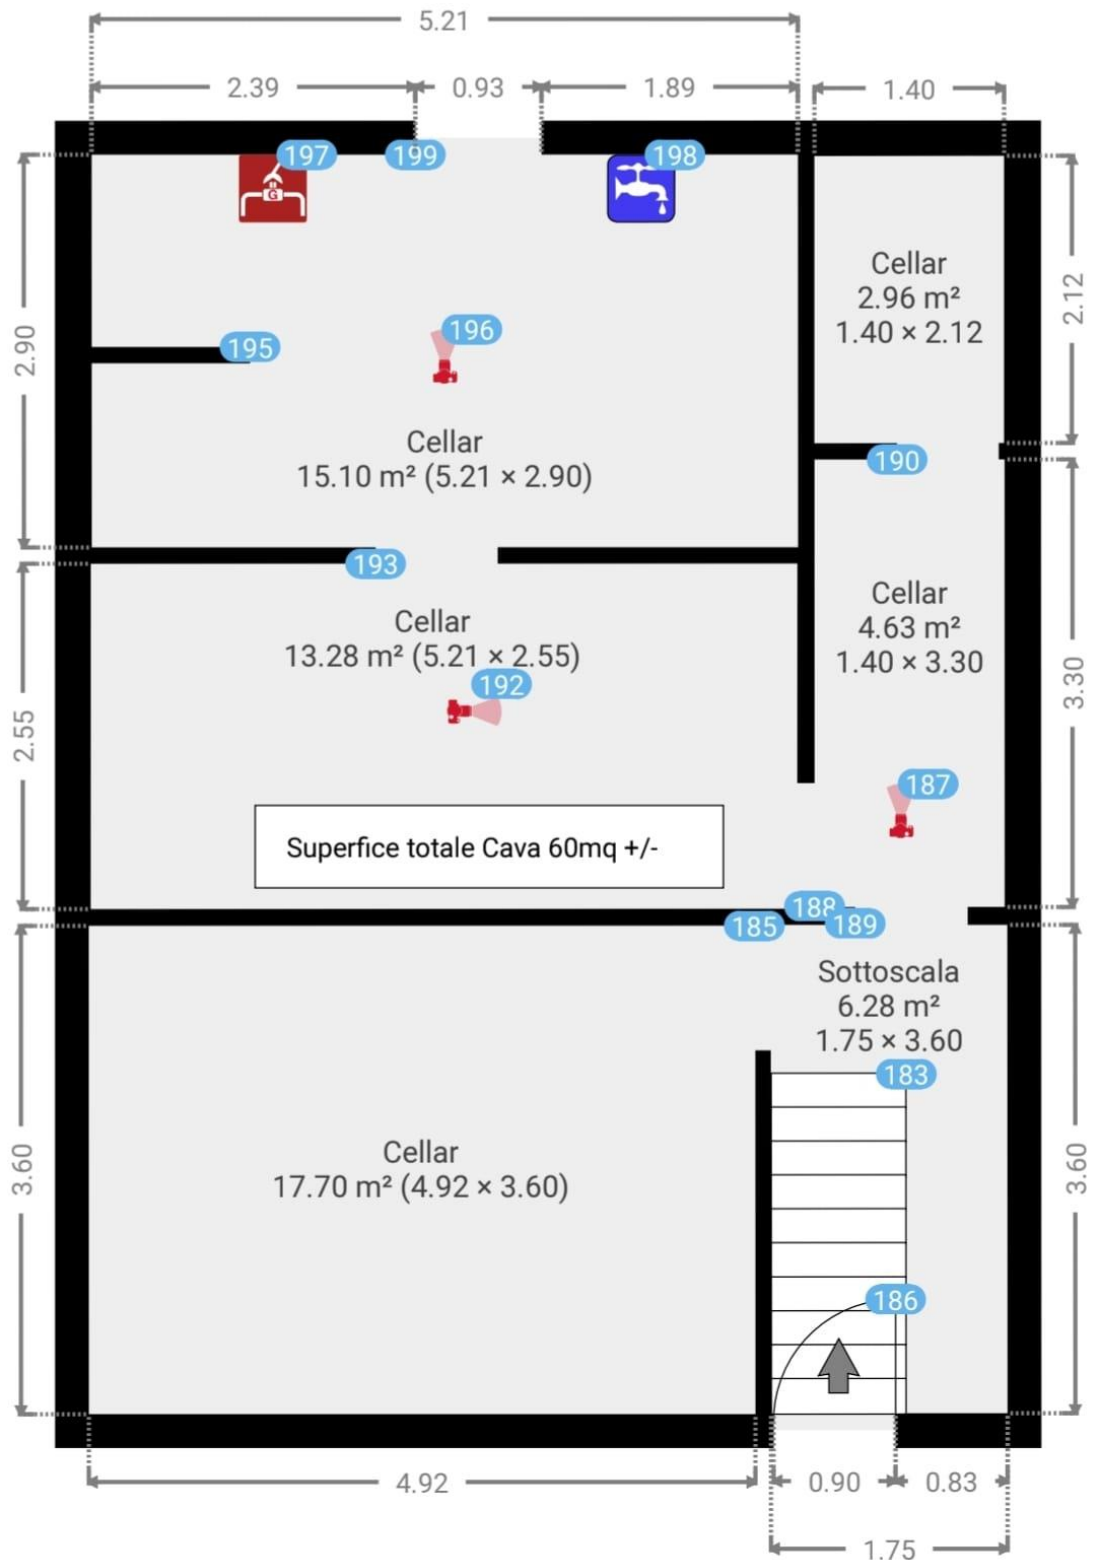 5.21
2.39
0.93
1.89
1.40
197
199
198
G
Cellar
2.96 m²
1.40 × 2.12
2.12
196
195
2.90
Cellar
15.10 m² (5.21 × 2.90)
190
193
Cellar
13.28 m² (5.21 × 2.55)
Cellar
4.63 m²
1.40 × 3.30
3.30
192
2.55
187
Superfice totale Cava 60mq +/-
188
185
189
Sottoscala
6.28 m²
1.75 × 3.60
183
Cellar
17.70 m² (4.92 × 3.60)
3.60
3.60
186
4.92
0.90
0.83
1.75